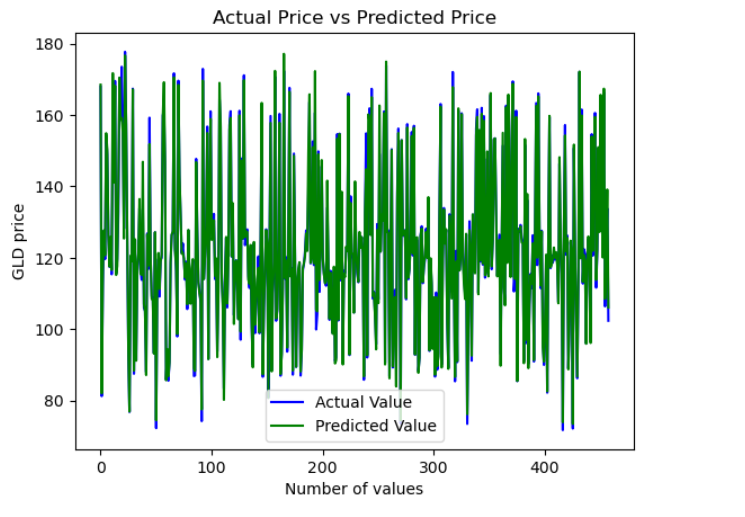 Actual Price vs Predicted Price
180
160
140
120
100
80
GLD price
Actual Value
Predicted Value
0
100
200
300
400
Number of values